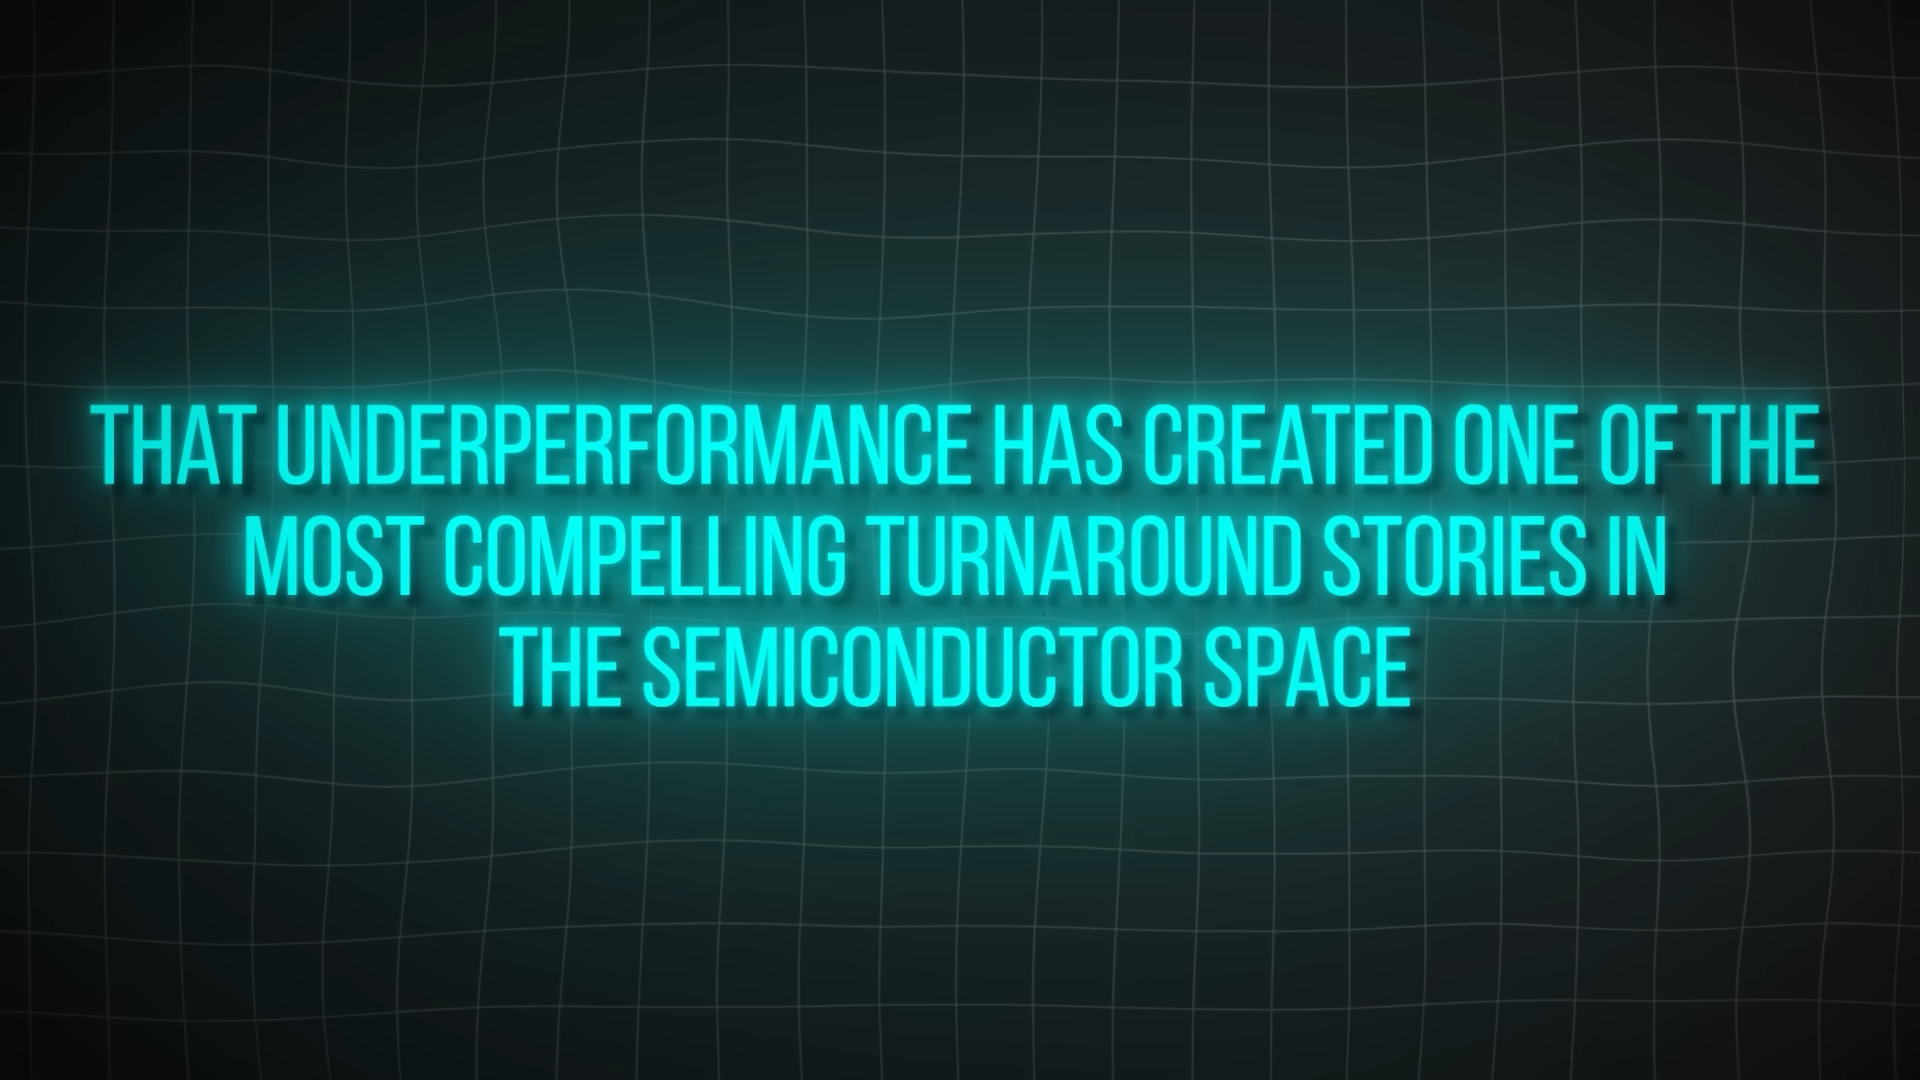 THAT UNDERPERFORMANCE HAS CREATED ONE OF THE
MOST COMPELLING TURNAROUND STORIES IN
THE SEMICONDUCTOR SPACE